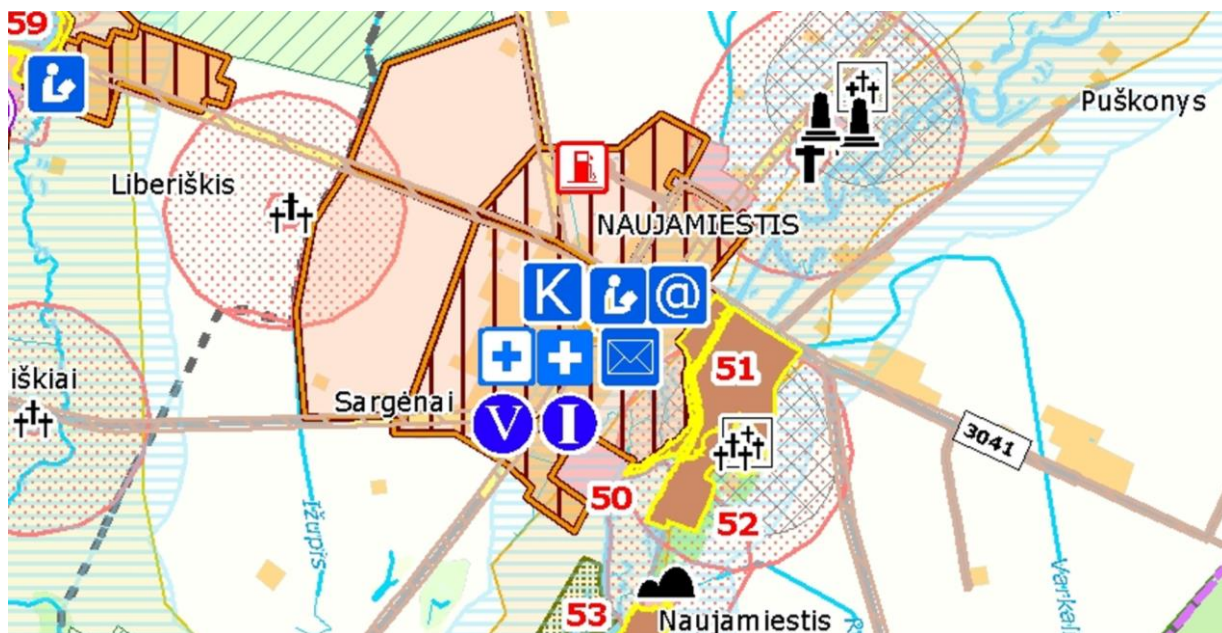 59
Puškonys
Liberiškis
NAUJAMIESTIS
K
@
51
iškiai
Sargėnai
V
I
3041
50
52
Įžupis
53
Naujamiestis